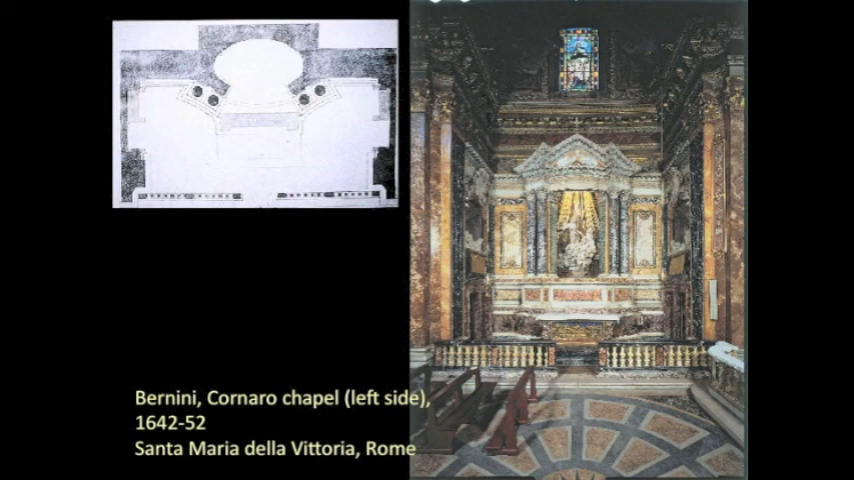 Bernini, Cornaro chapel (left side),
1642-52
Santa Maria della Vittoria, Rome